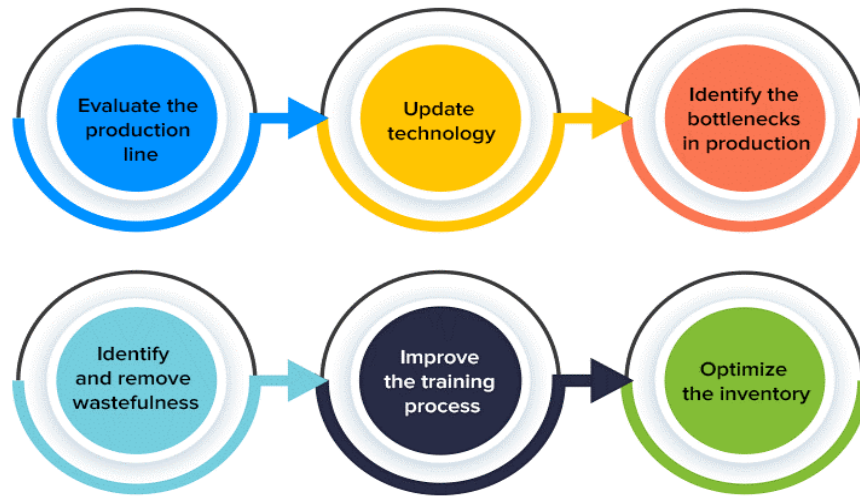 Evaluate the
production
line
Update
technology
Identify the
bottlenecks
in production
Identify
and remove
wastefulness
Improve
the training
process
Optimize
the inventory